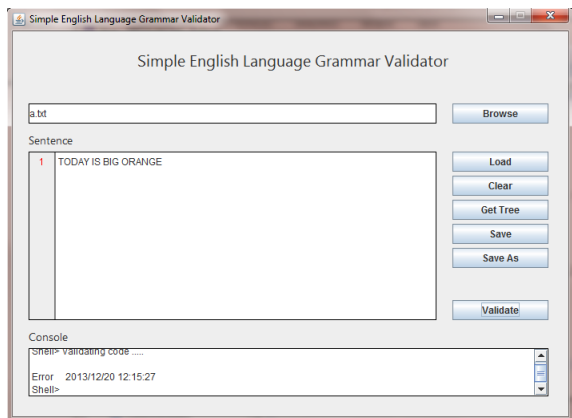 Simple English Language Grammar Validator
Simple English Language Grammar Validator
a.txt
Browse
Sentence
1 TODAY IS BIG ORANGE
Load
Clear
Get Tree
Save
Save As
Validate
Console
Shell> Validating code .....
Error 2013/12/20 12:15:27
Shell>